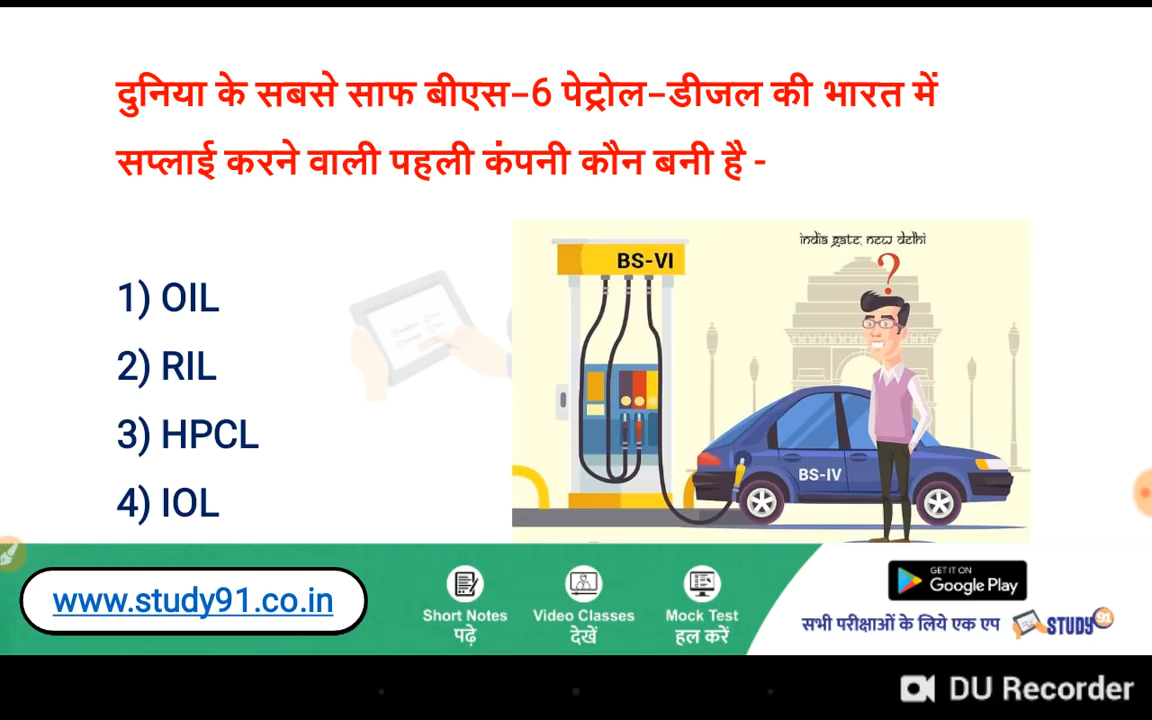 दुनिया के सबसे साफ बीएस-6 पेट्रोल-डीजल की भारत में
सप्लाई करने वाली पहली कंपनी कौन बनी है -
1) OIL
2) RIL
3) HPCL
4) IOL
india gate, new delhi
?
BS-VI
BS-IV
www.study91.co.in
Short Notes
पढ़े
Video Classes
देखें
Mock Test
हल करें
GET IT ON
Google Play
सभी परीक्षाओं के लिये एक एप
STUDY 91
DU Recorder